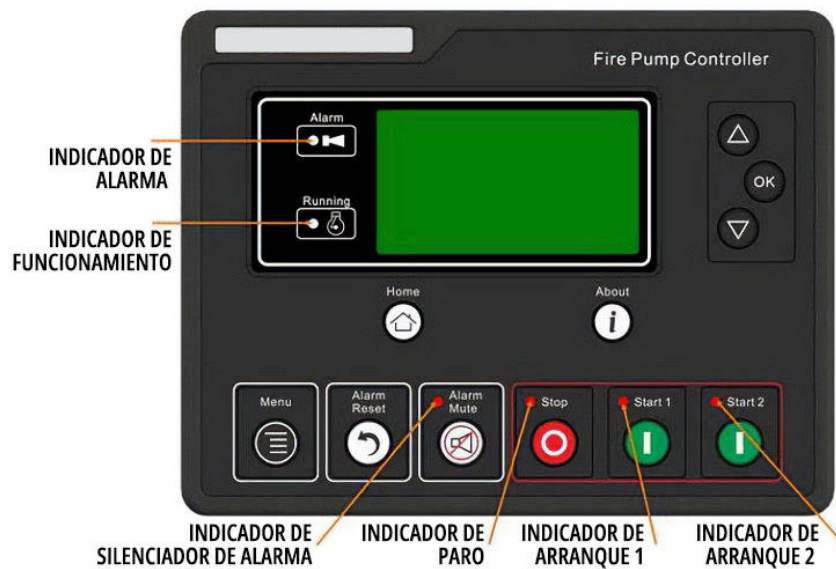 Fire Pump Controller
Alarm
INDICADOR DE
ALARMA
OK
Running
INDICADOR DE
FUNCIONAMIENTO
Home
About
i
Menu
Alarm
Reset
Alarm
Mute
Stop
Start 1
Start 2
INDICADOR DE
SILENCIADOR DE ALARMA
INDICADOR DE
PARO
INDICADOR DE
ARRANQUE 1
INDICADOR DE
ARRANQUE 2